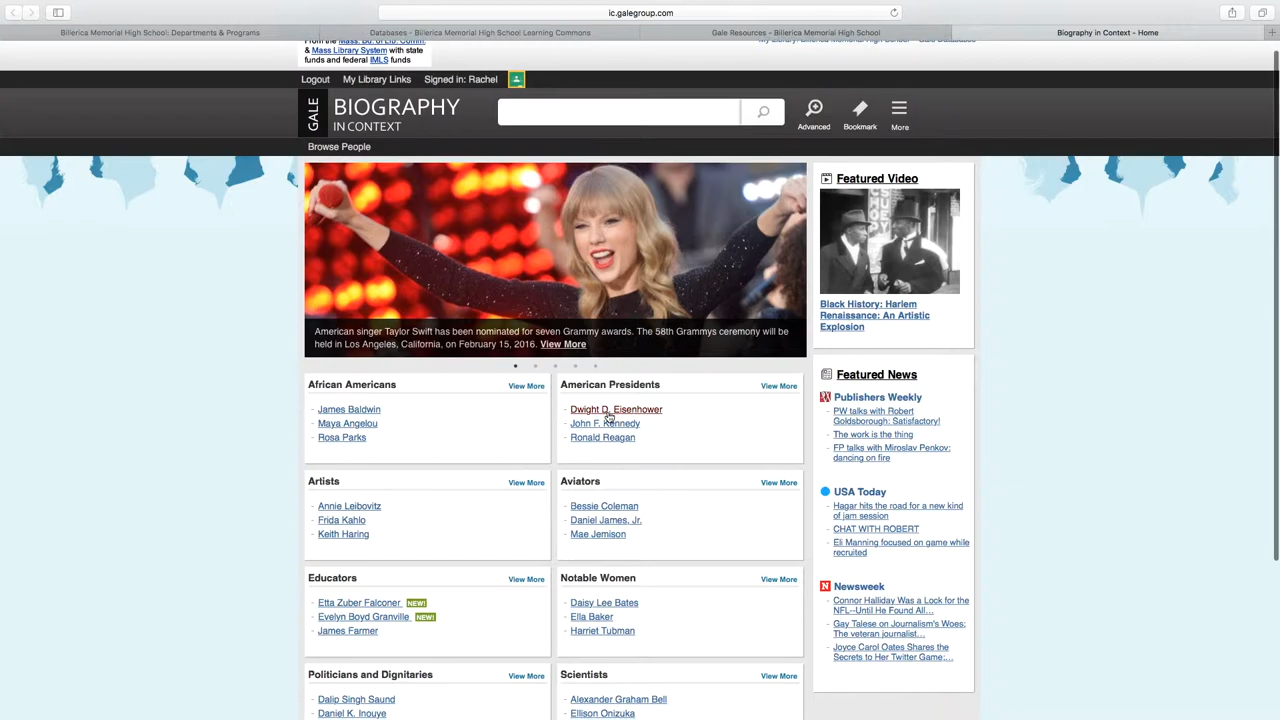 ic.galegroup.com
Billerica Memorial High School: Departments & Programs
Databases - Billerica Memorial High School Learning Commons
Gale Resources - Billerica Memorial High School
Biography in Context - Home
& Mass Library System with state
funds and federal IMLS funds
Logout
My Library Links
Signed in: Rachel
GALE
BIOGRAPHY
IN CONTEXT
Advanced
Bookmark
More
Browse People
American singer Taylor Swift has been nominated for seven Grammy awards. The 58th Grammys ceremony will be
held in Los Angeles, California, on February 15, 2016. View More
African Americans
View More
James Baldwin
Maya Angelou
Rosa Parks
American Presidents
View More
Dwight D. Eisenhower
John F. Kennedy
Ronald Reagan
Artists
View More
Annie Leibovitz
Frida Kahlo
Keith Haring
Aviators
View More
Bessie Coleman
Daniel James, Jr.
Mae Jemison
Educators
View More
Etta Zuber Falconer NEW!
Evelyn Boyd Granville NEW!
James Farmer
Notable Women
View More
Daisy Lee Bates
Ella Baker
Harriet Tubman
Politicians and Dignitaries
View More
Dalip Singh Saund
Daniel K. Inouye
Scientists
View More
Alexander Graham Bell
Ellison Onizuka
Featured Video
Black History: Harlem
Renaissance: An Artistic
Explosion
Featured News
Publishers Weekly
PW talks with Robert
Goldsborough: Satisfactory!
The work is the thing
FP talks with Miroslav Penkov:
dancing on fire
USA Today
Hagar hits the road for a new kind
of jam session
CHAT WITH ROBERT
Eli Manning focused on game while
recruited
Newsweek
Connor Halliday Was a Lock for the
NFL--Until He Found All...
Gay Talese on Journalism's Woes:
The veteran journalist...
Joyce Carol Oates Shares the
Secrets to Her Twitter Game:...